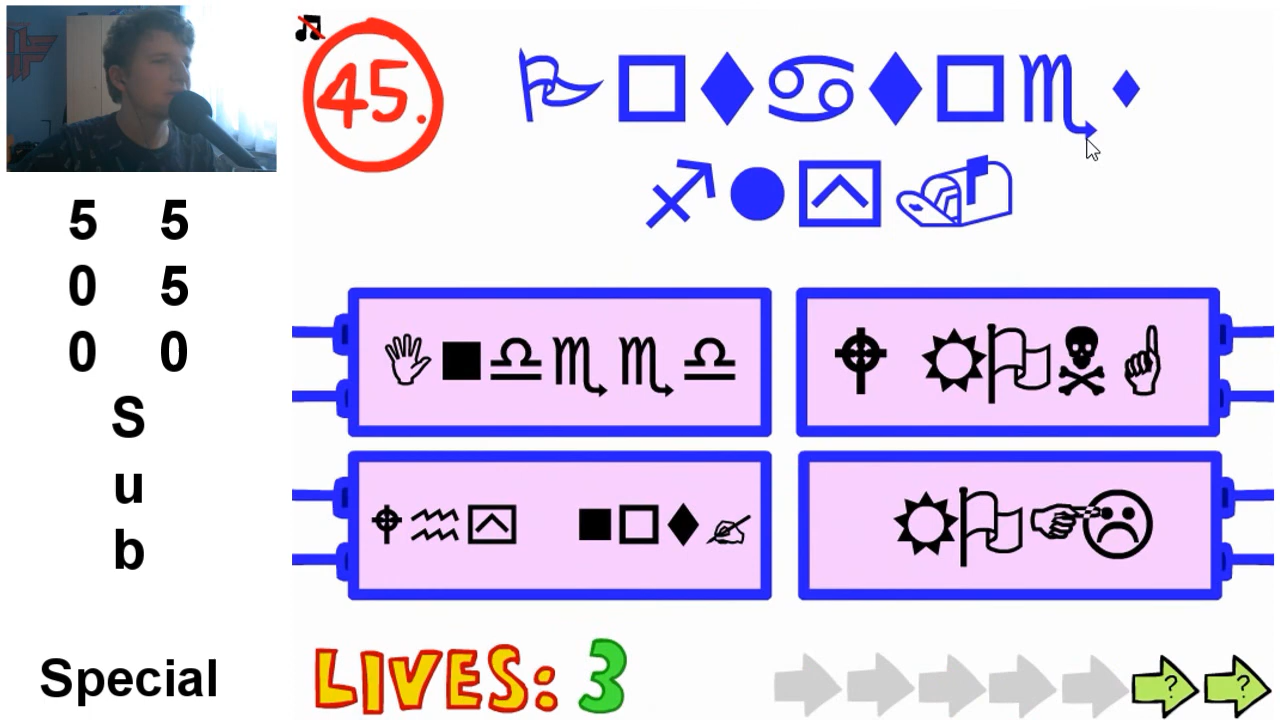 45.
🏱□⧫♋⧫□♏⬧
♐●⍓📬
✋■♎♏♏♎
🕈 ☼⚐☠☝
🕈♒⍓ ■□⧫✍
☼⚐☞☹
5 5
0 5
0 0
S
u
b
Special
LIVES: 3
? ?